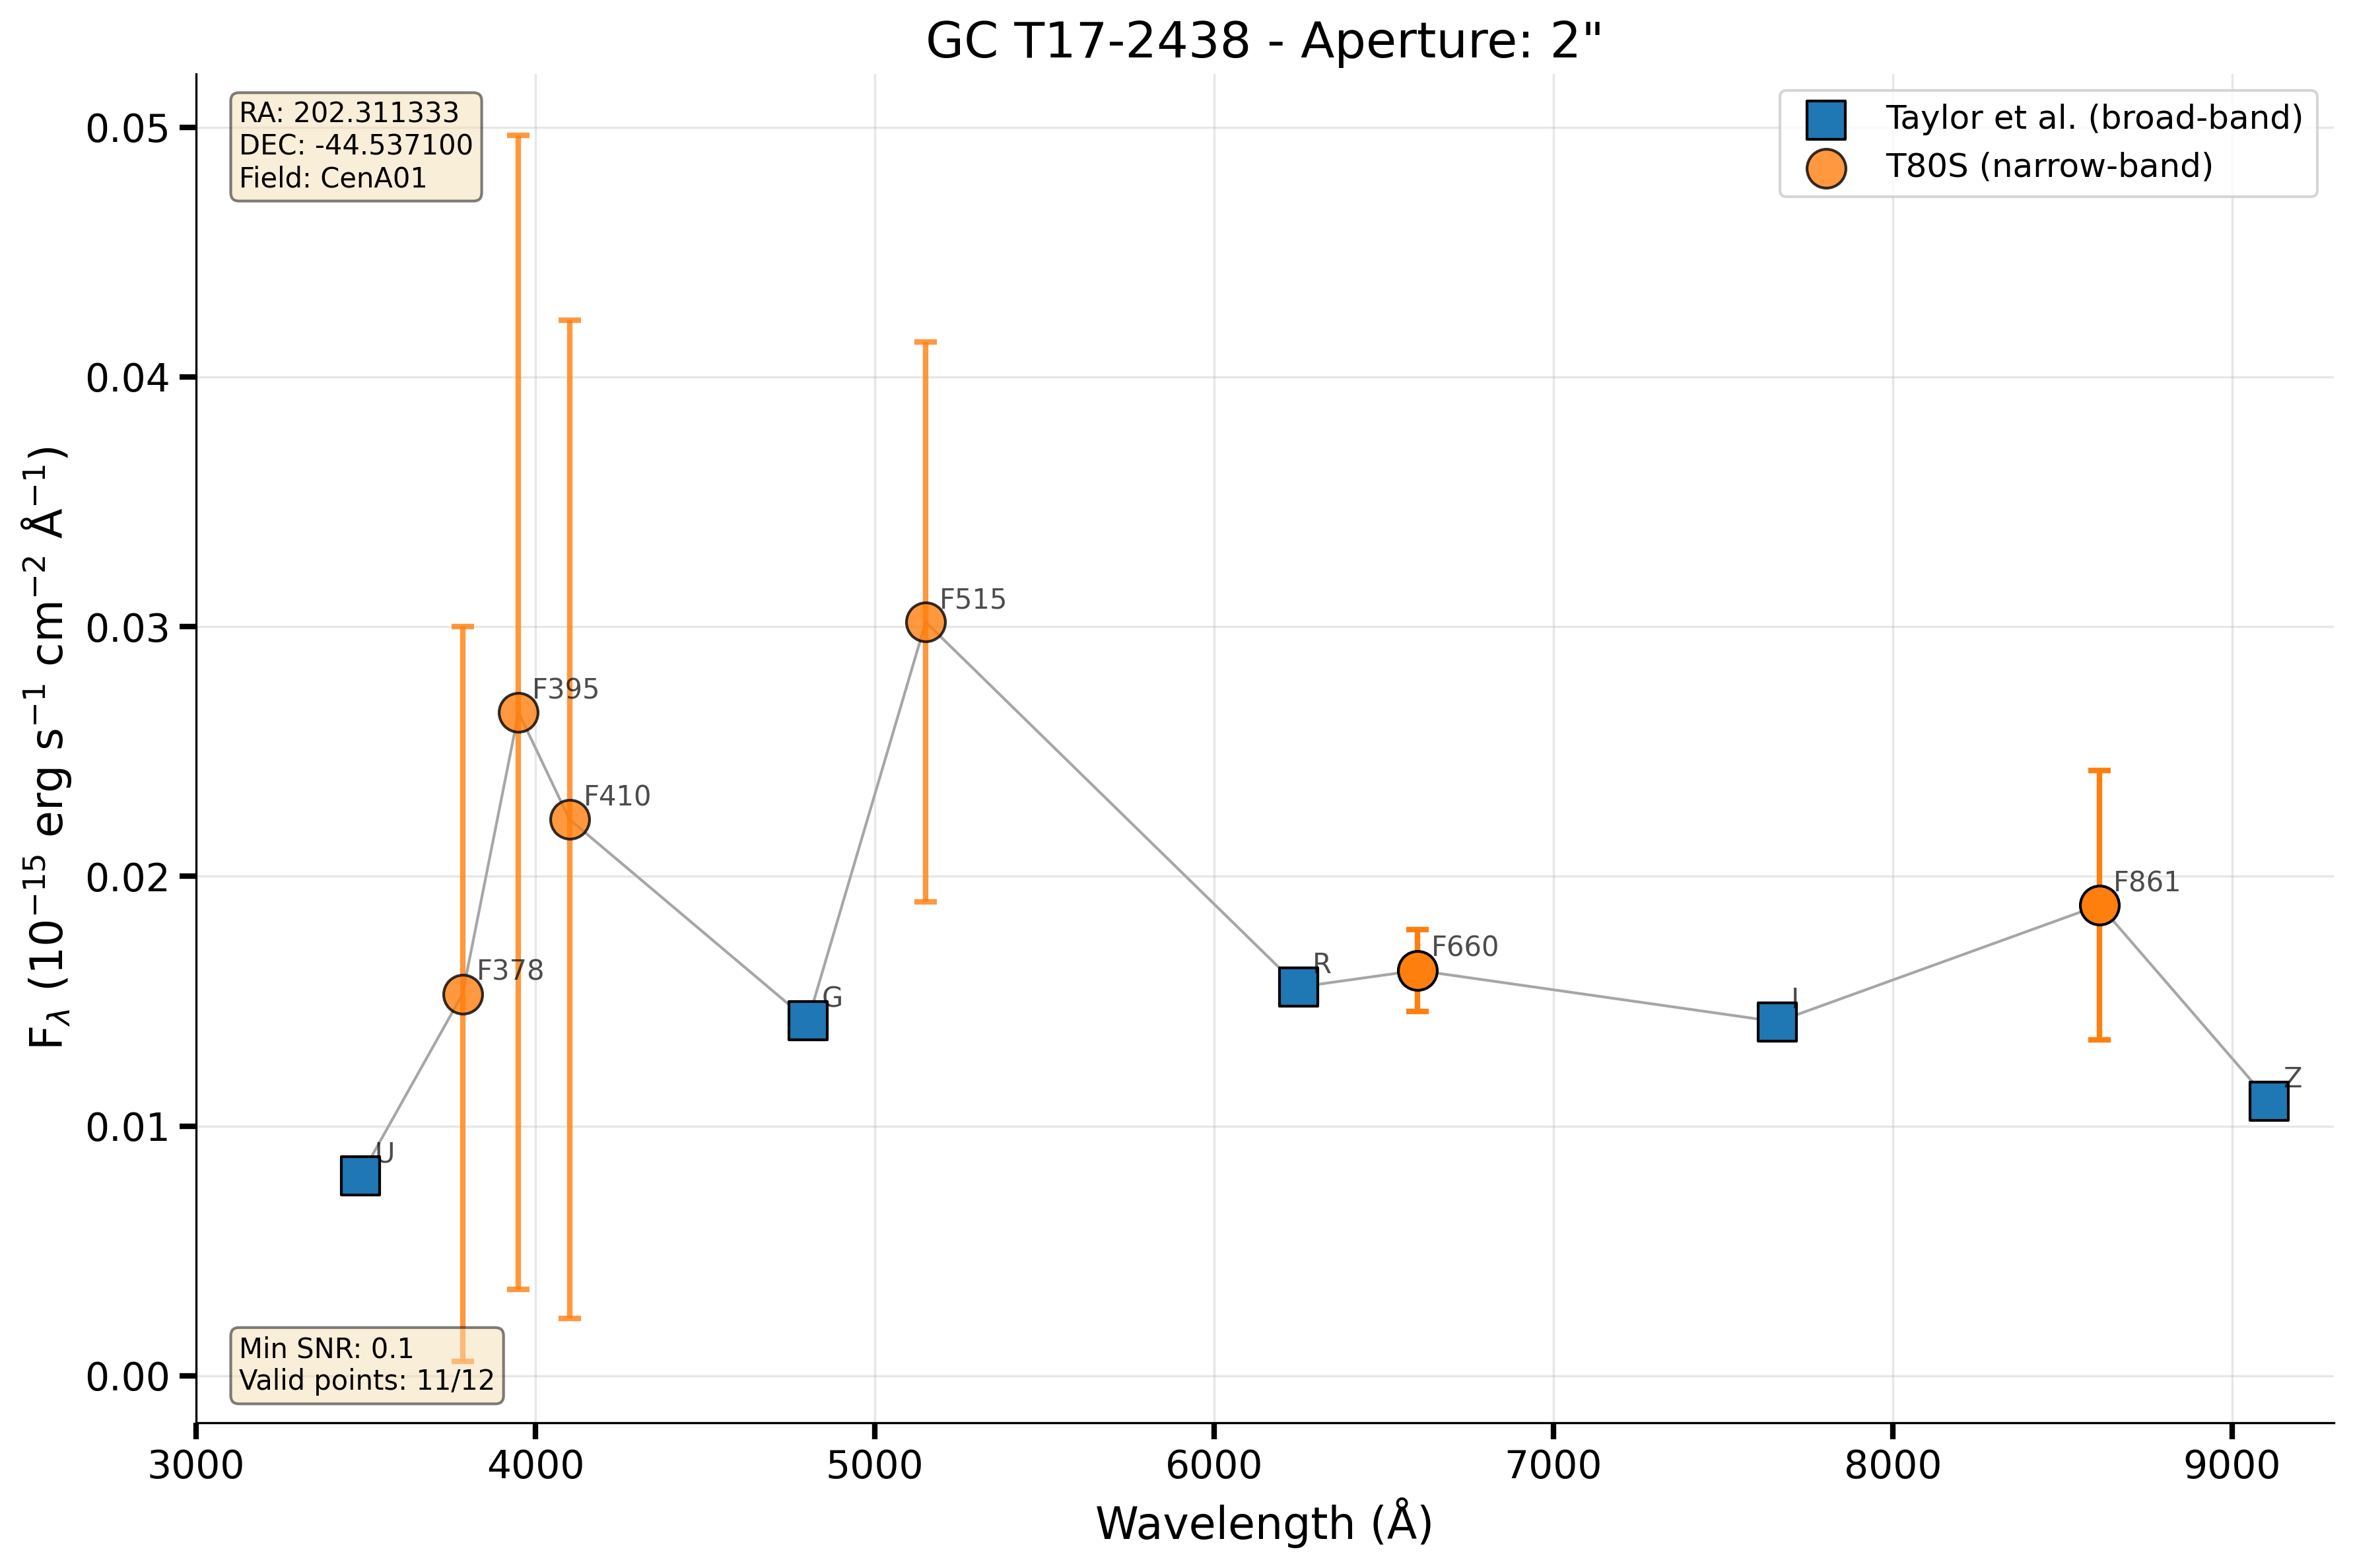 GC T17-2438 - Aperture: 2"
RA: 202.311333
DEC: -44.537100
Field: CenA01
Taylor et al. (broad-band)
T80S (narrow-band)
0.05
0.04
0.03
0.02
0.01
0.00
F_λ (10⁻¹⁵ erg s⁻¹ cm⁻² Å⁻¹)
F515
F395
F410
F378
F861
F660
R
G
I
Z
U
Min SNR: 0.1
Valid points: 11/12
3000 4000 5000 6000 7000 8000 9000
Wavelength (Å)